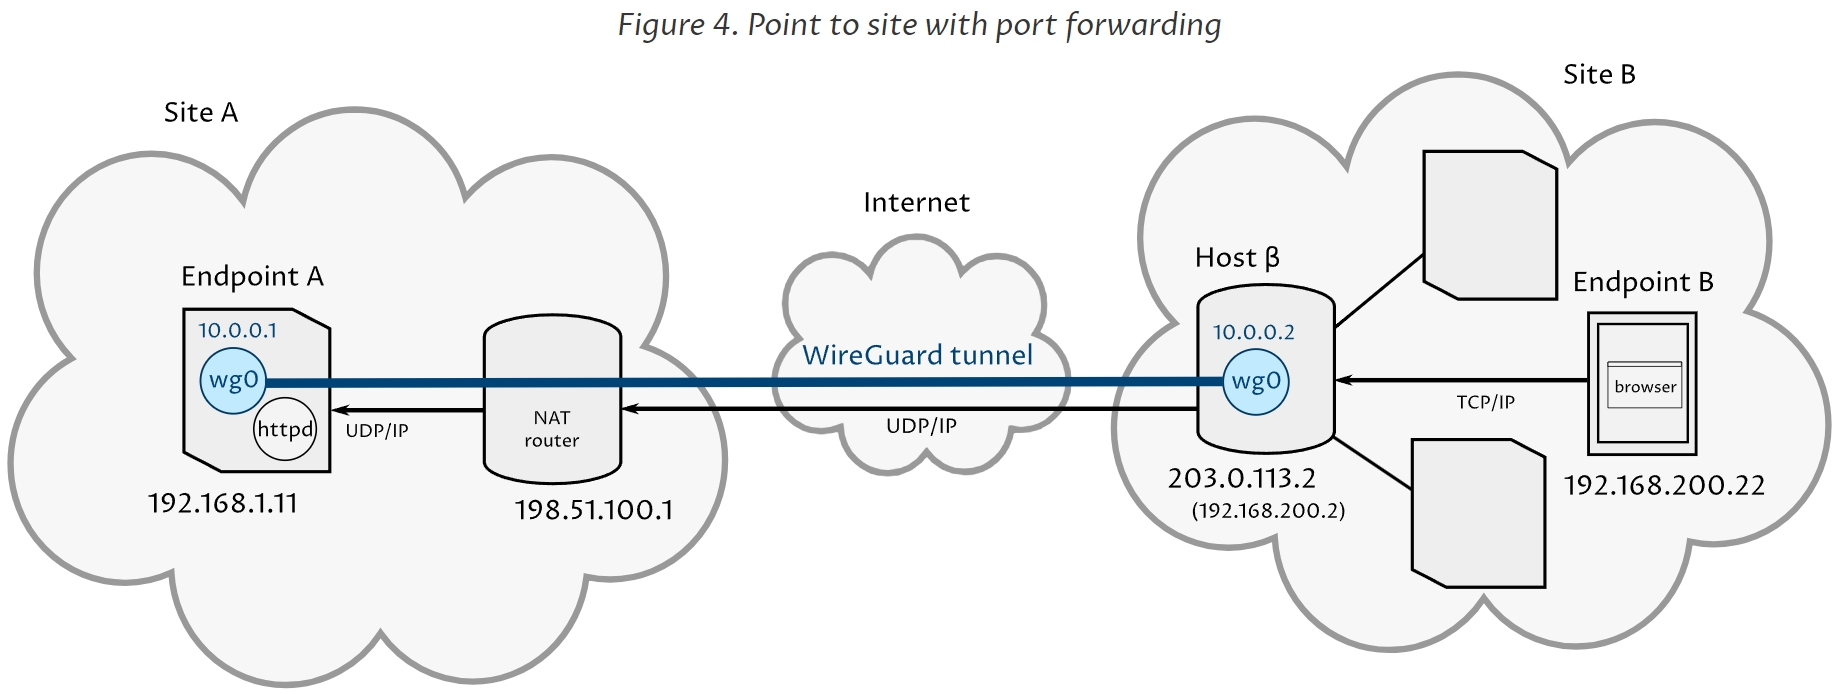 Figure 4. Point to site with port forwarding
Site A
Site B
Internet
Endpoint A
10.0.0.1
wg0
httpd
192.168.1.11
UDP/IP
NAT
router
198.51.100.1
WireGuard tunnel
UDP/IP
Host β
10.0.0.2
wg0
203.0.113.2
(192.168.200.2)
TCP/IP
Endpoint B
browser
192.168.200.22